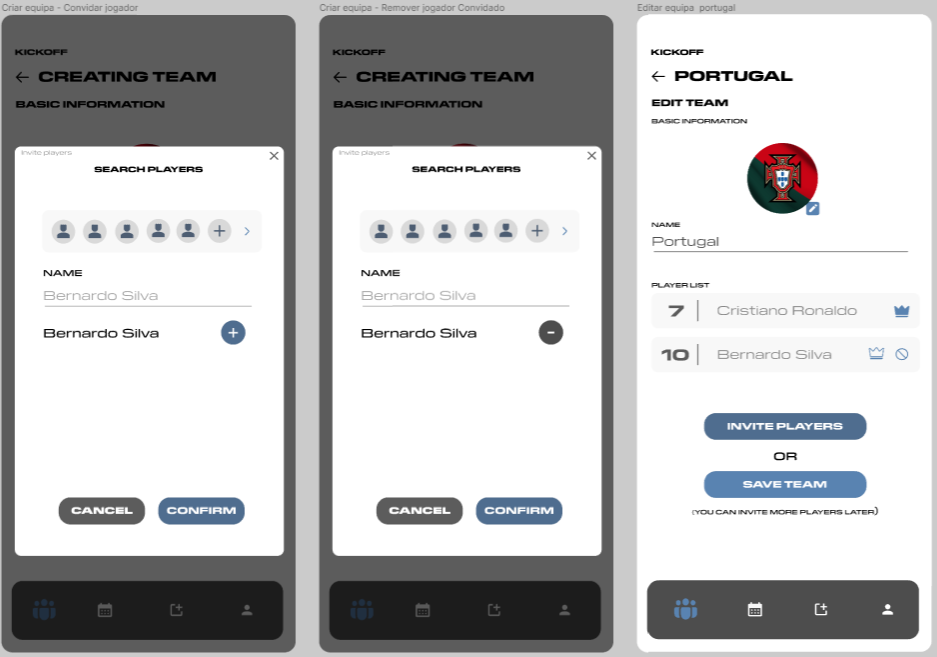 Criar equipa - Convidar jogador
KICKOFF
← CREATING TEAM
BASIC INFORMATION
Invite players
SEARCH PLAYERS
NAME
Bernardo Silva
Bernardo Silva
CANCEL
CONFIRM
Criar equipa - Remover jogador Convidado
KICKOFF
← CREATING TEAM
BASIC INFORMATION
Invite players
SEARCH PLAYERS
NAME
Bernardo Silva
Bernardo Silva
CANCEL
CONFIRM
Editar equipa portugal
KICKOFF
← PORTUGAL
EDIT TEAM
BASIC INFORMATION
NAME
Portugal
PLAYER LIST
7 Cristiano Ronaldo
10 Bernardo Silva
INVITE PLAYERS
OR
SAVE TEAM
(YOU CAN INVITE MORE PLAYERS LATER)